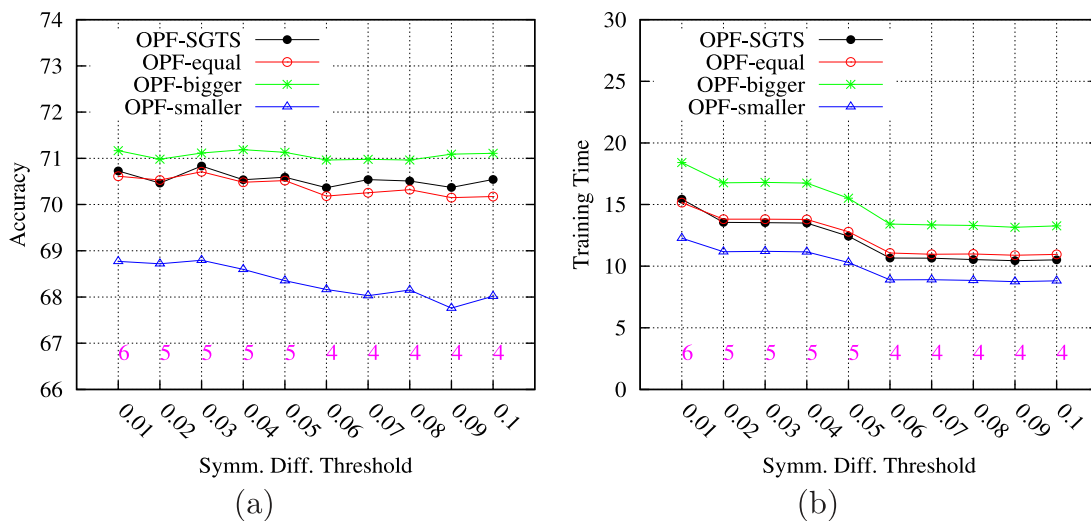 74
73
72
71
70
69
68
67
66
Accuracy
OPF-SGTS
OPF-equal
OPF-bigger
OPF-smaller
6 5 5 5 5 4 4 4 4 4
0.01 0.02 0.03 0.04 0.05 0.06 0.07 0.08 0.09 0.1
Symm. Diff. Threshold
(a)
30
25
20
15
10
5
0
Training Time
OPF-SGTS
OPF-equal
OPF-bigger
OPF-smaller
6 5 5 5 5 4 4 4 4 4
0.01 0.02 0.03 0.04 0.05 0.06 0.07 0.08 0.09 0.1
Symm. Diff. Threshold
(b)